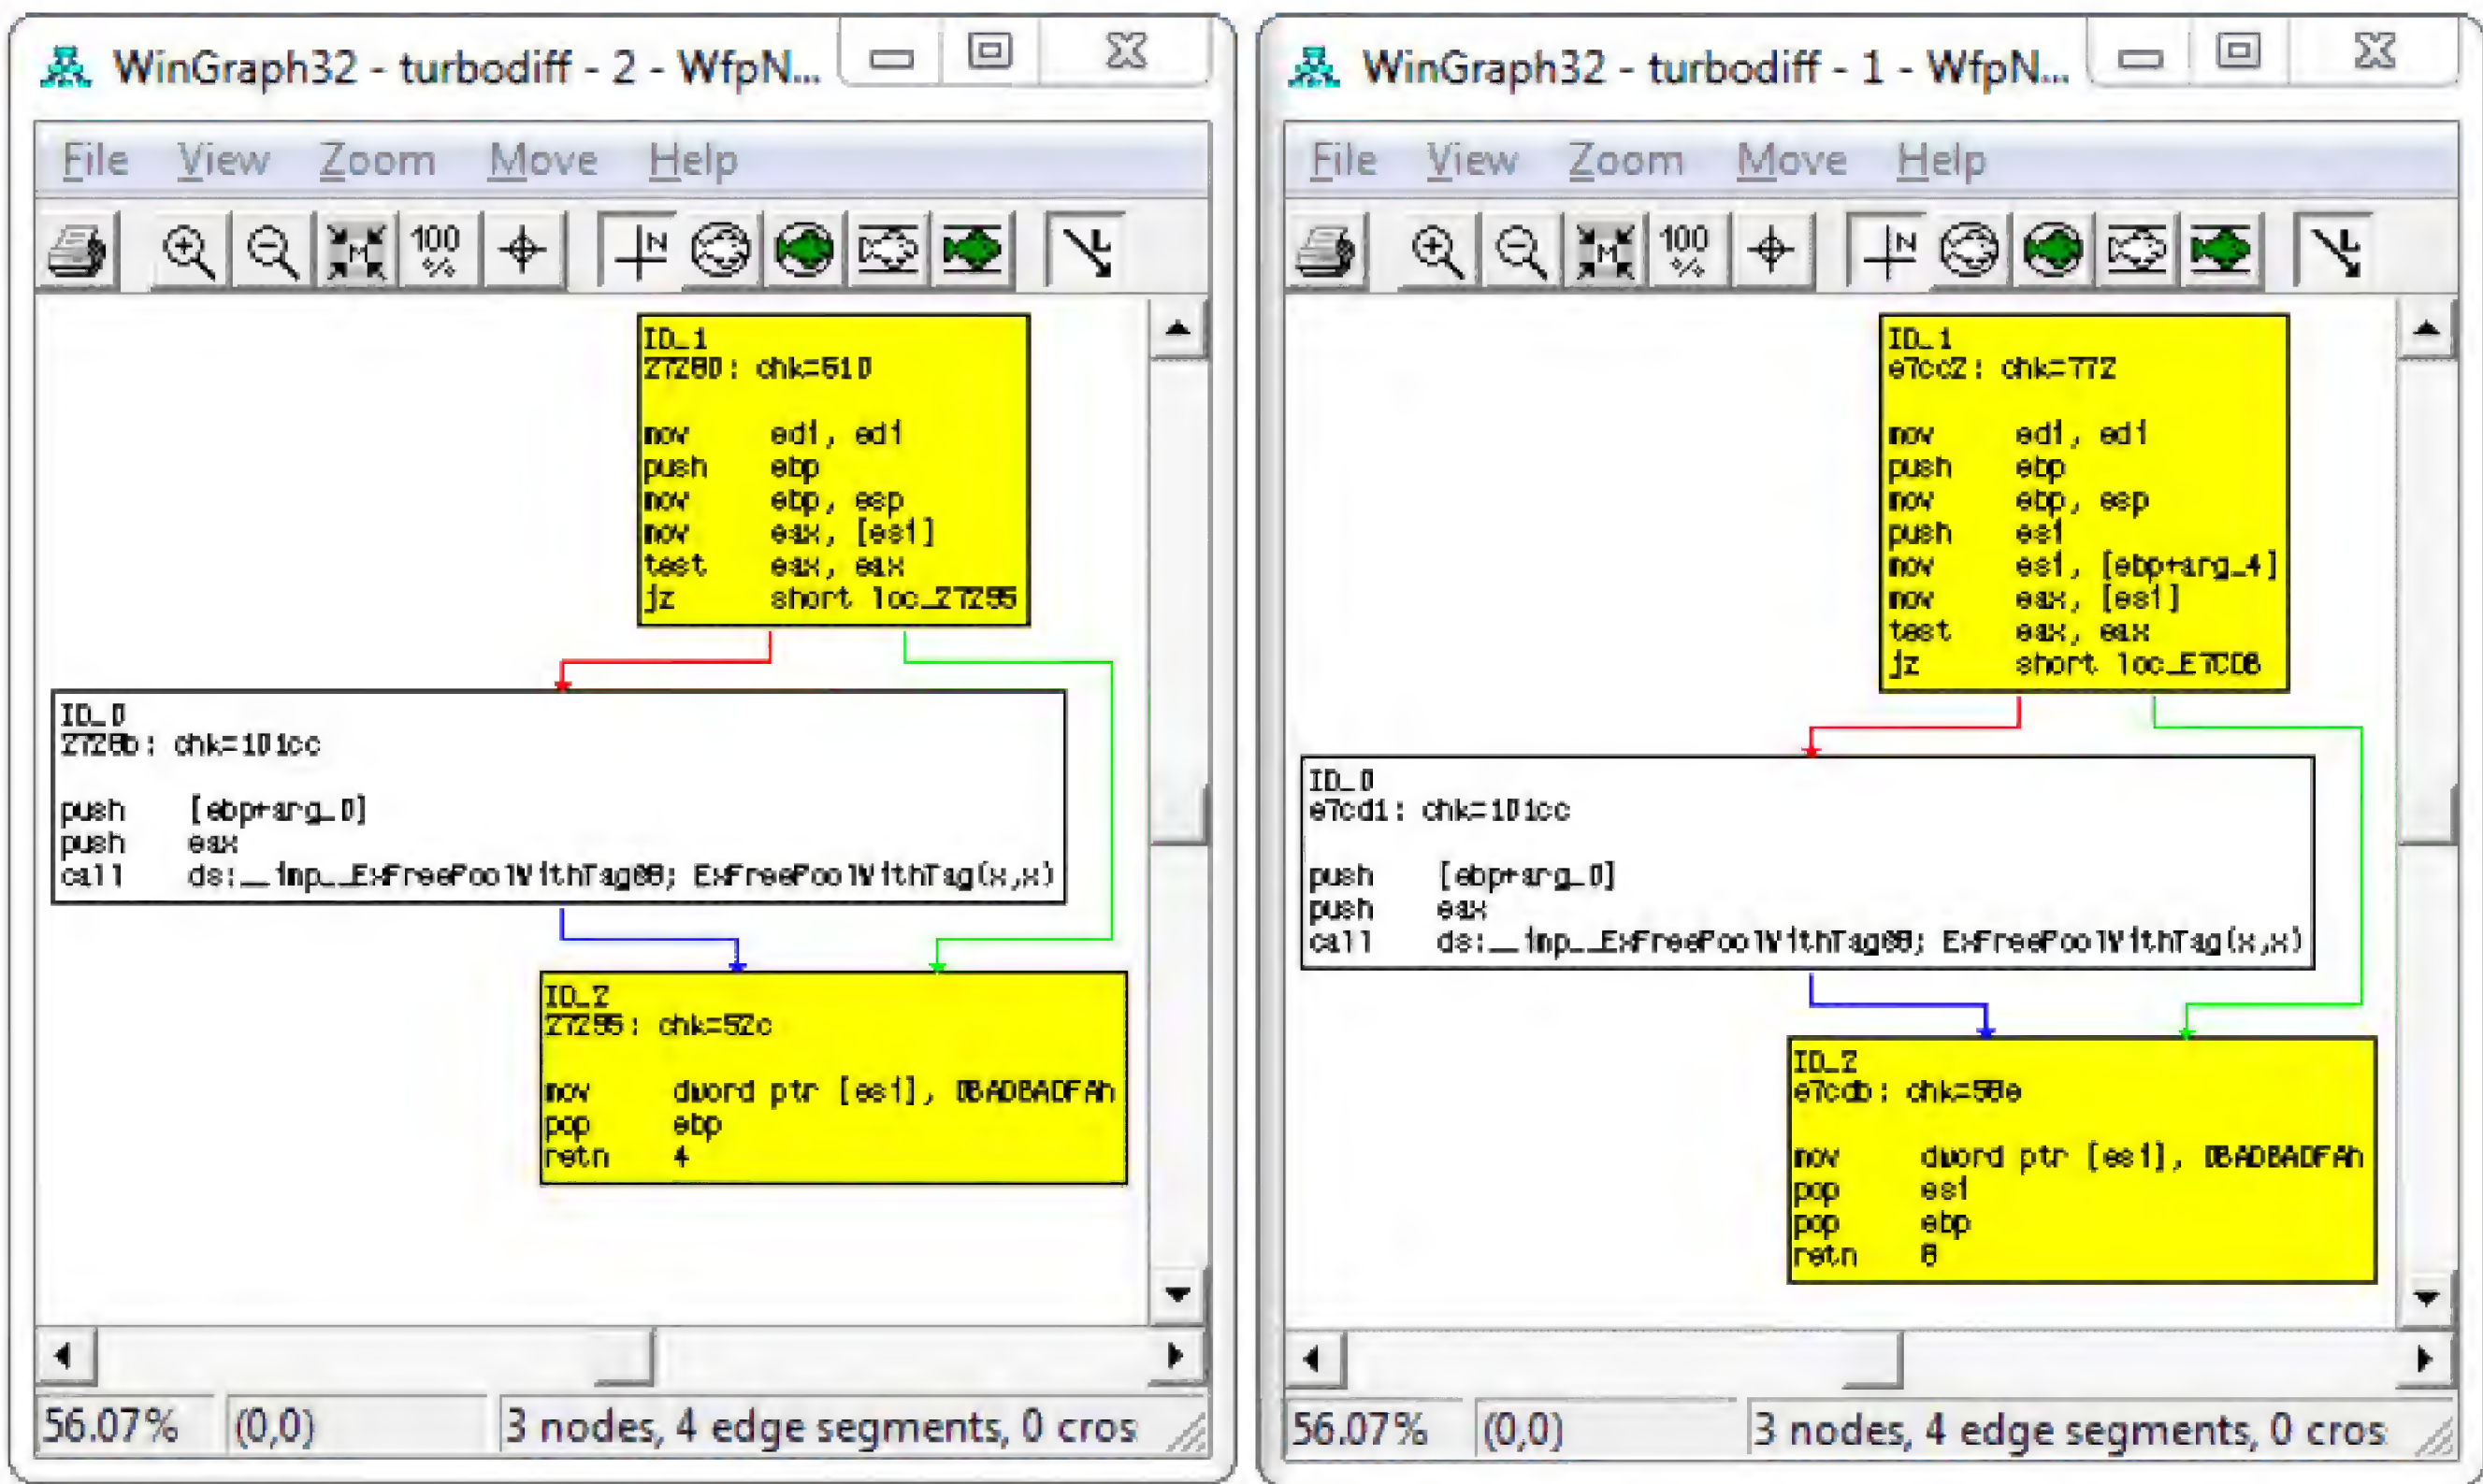 WinGraph32 - turbodiff - 2 - WfpN...
File View Zoom Move Help
100 %
N
L
ID_1
27280: chk=610
mov edi, edi
push ebp
mov ebp, esp
mov eax, [esi]
test eax, eax
jz short loc_27295
ID_0
2728b: chk=101cc
push [ebp+arg_0]
push eax
call ds:__imp__ExFreePoolWithTag@8; ExFreePoolWithTag(x,x)
ID_2
27295: chk=52c
mov dword ptr [esi], 0BADBADFAh
pop ebp
retn 4
56.07% (0,0) 3 nodes, 4 edge segments, 0 cros
WinGraph32 - turbodiff - 1 - WfpN...
File View Zoom Move Help
100 %
N
L
ID_1
e7cc2: chk=772
mov edi, edi
push ebp
mov ebp, esp
push esi
mov esi, [ebp+arg_4]
mov eax, [esi]
test eax, eax
jz short loc_E7CDB
ID_0
e7cd1: chk=101cc
push [ebp+arg_0]
push eax
call ds:__imp__ExFreePoolWithTag@8; ExFreePoolWithTag(x,x)
ID_2
e7cdb: chk=58e
mov dword ptr [esi], 0BADBADFAh
pop esi
pop ebp
retn 8
56.07% (0,0) 3 nodes, 4 edge segments, 0 cros